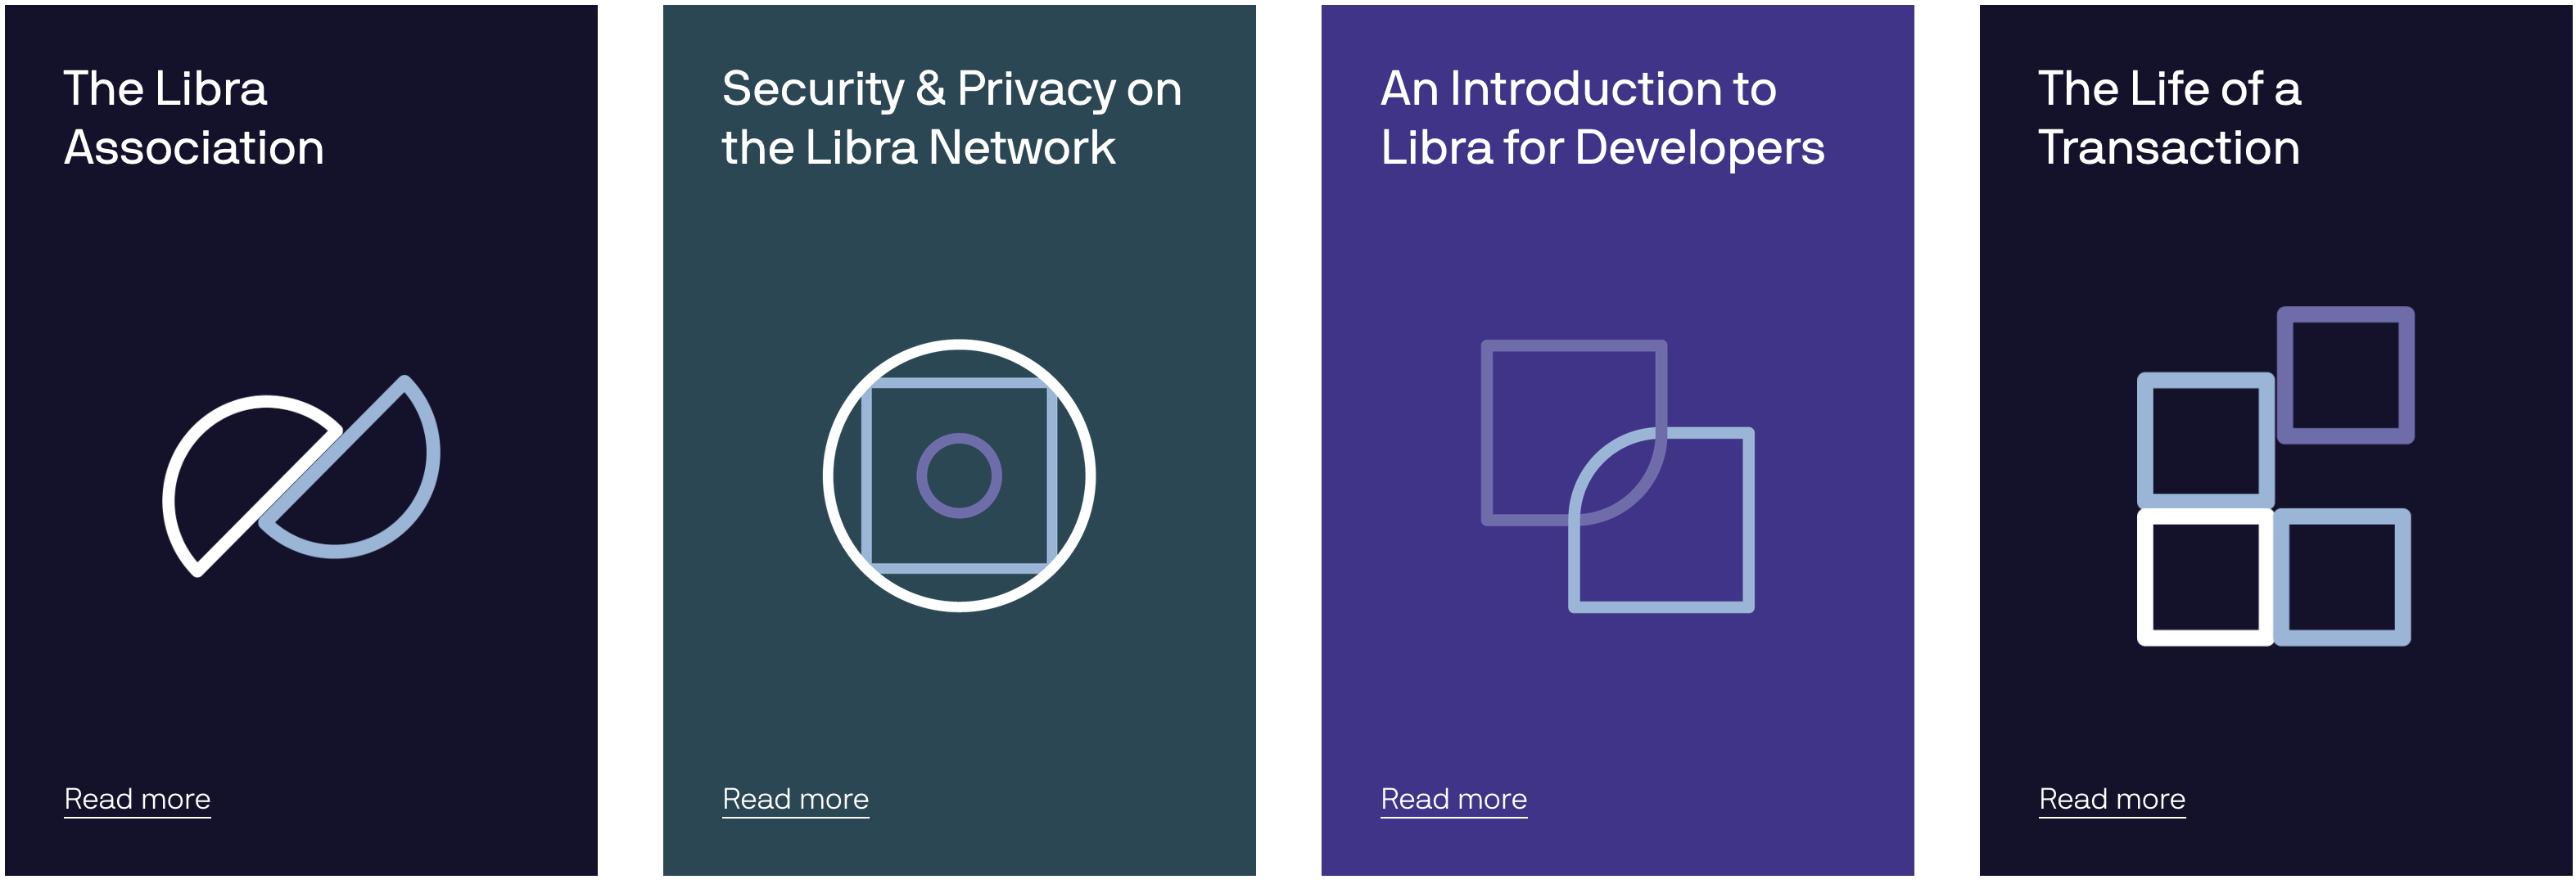 The Libra
Association
Read more
Security & Privacy on
the Libra Network
Read more
An Introduction to
Libra for Developers
Read more
The Life of a
Transaction
Read more